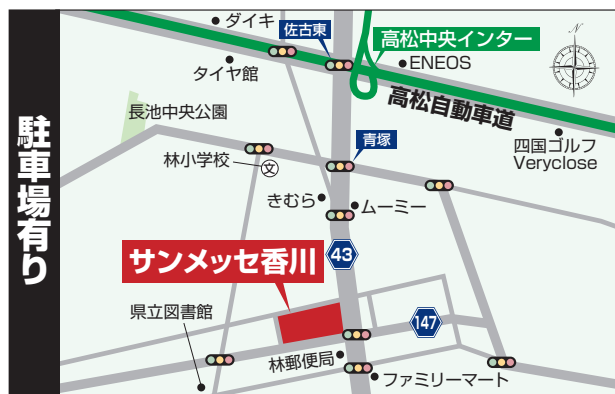 駐車場有り
ダイキ
佐古東
高松中央インター
タイヤ館
ENEOS
高松自動車道
長池中央公園
四国ゴルフ
Veryclose
青塚
林小学校
文
きむら
ムーミー
43
サンメッセ香川
県立図書館
147
林郵便局
ファミリーマート